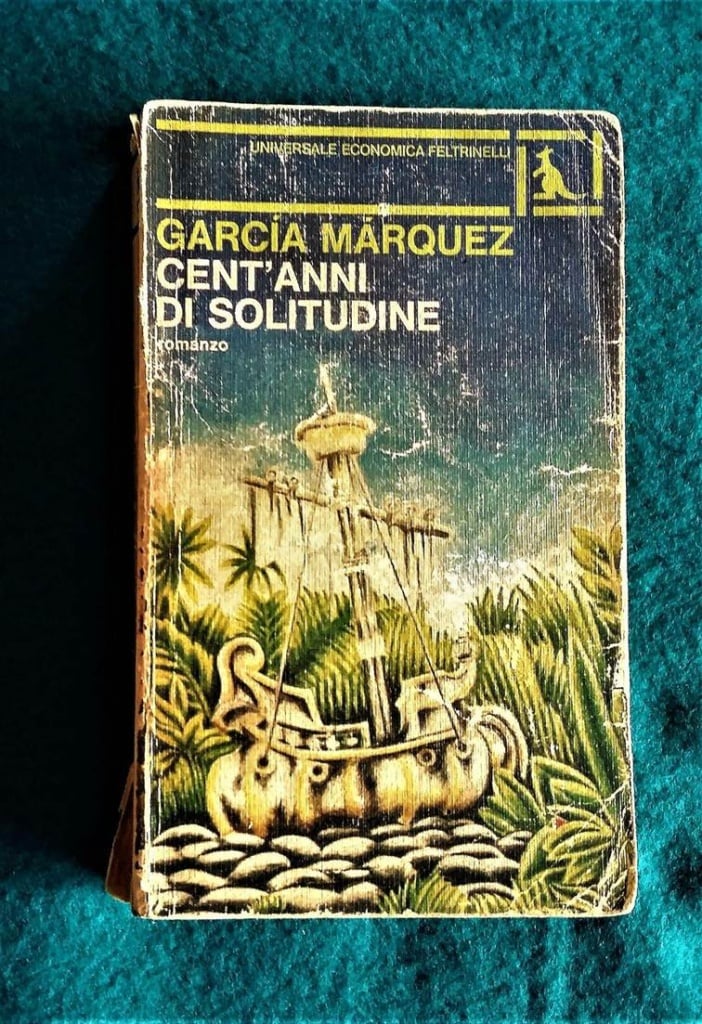 UNIVERSALE ECONOMICA FELTRINELLI
GARCÍA MÁRQUEZ
CENT'ANNI
DI SOLITUDINE
romanzo